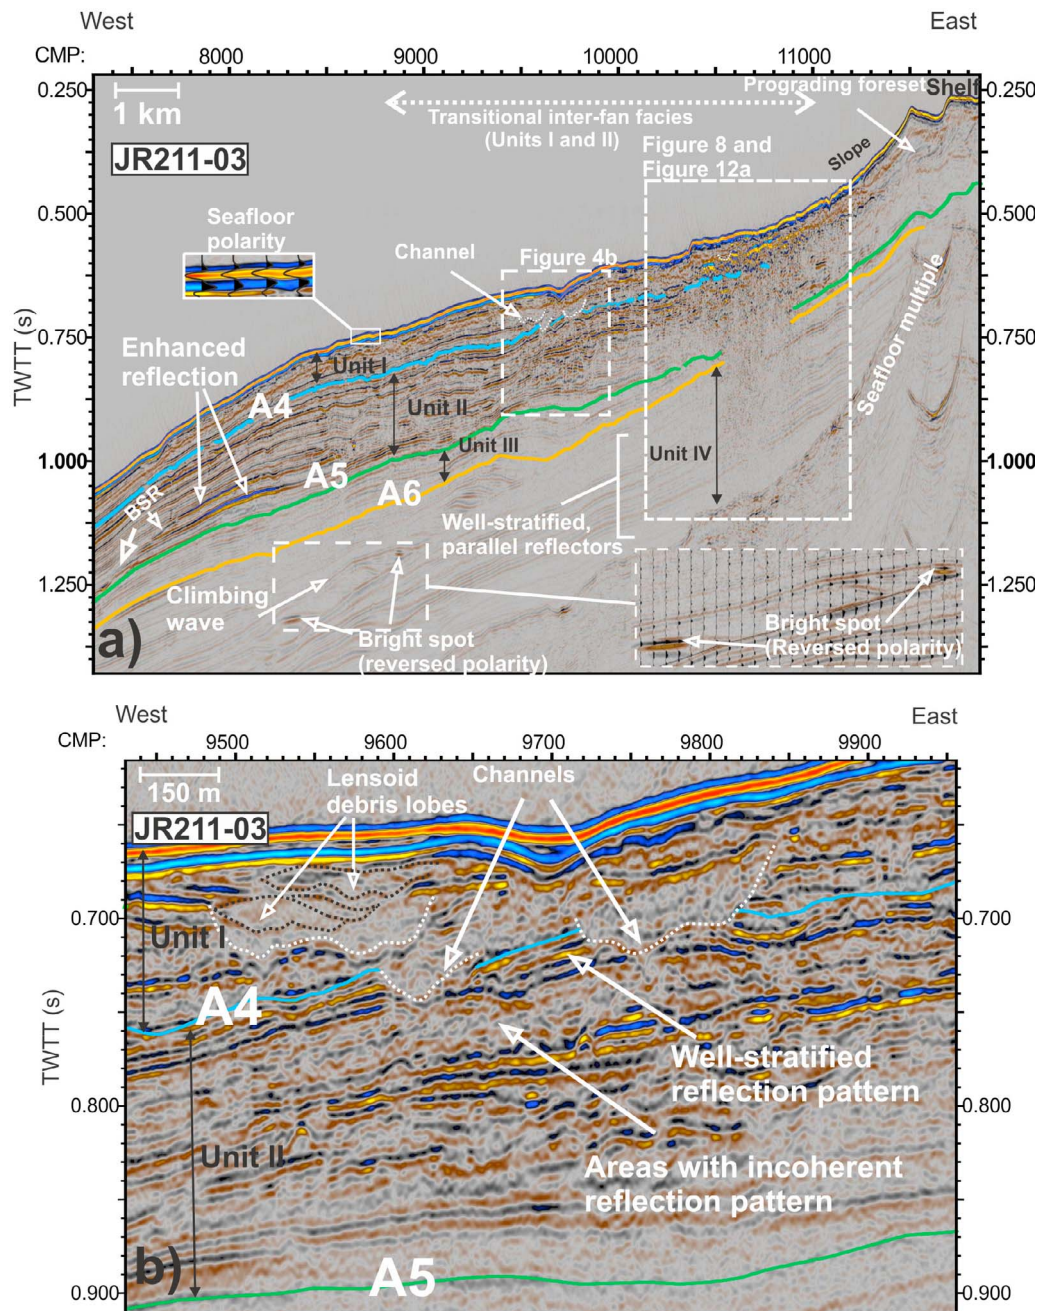 West East
CMP: 8000 9000 10000 11000
0.250 0.250
1 km
JR211-03
Prograding foreset
Shelf
Transitional inter-fan facies
(Units I and II)
Figure 8 and
Figure 12a
Slope
0.500 0.500
Seafloor
polarity
Channel
Figure 4b
0.750 0.750
TWTT (s)
Enhanced
reflection
Unit I
A4
Unit II
Unit III
Unit IV
Seafloor multiple
1.000 1.000
A5
A6
BSR
Well-stratified,
parallel reflectors
1.250 1.250
Climbing
wave
Bright spot
(reversed polarity)
Bright spot
(Reversed polarity)
a)
West East
CMP: 9500 9600 9700 9800 9900
150 m
Lensoid
debris lobes
Channels
JR211-03
0.700 0.700
Unit I
A4
TWTT (s)
Well-stratified
reflection pattern
0.800 0.800
Unit II
Areas with incoherent
reflection pattern
b)
A5
0.900 0.900